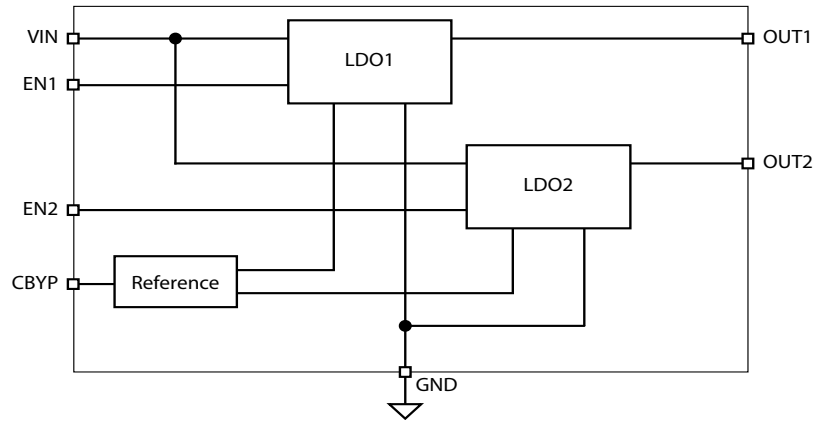 VIN
OUT1
LDO1
EN1
OUT2
LDO2
EN2
CBYP
Reference
GND